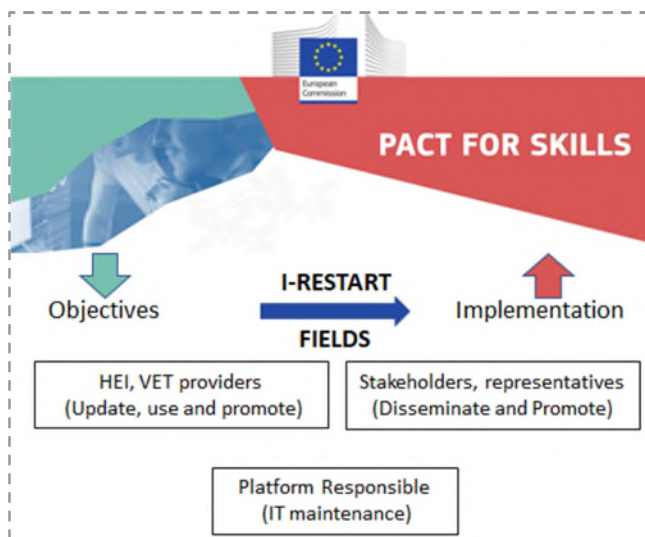 European
Commission
PACT FOR SKILLS
I-RESTART
Objectives
Implementation
FIELDS
HEI, VET providers
(Update, use and promote)
Stakeholders, representatives
(Disseminate and Promote)
Platform Responsible
(IT maintenance)